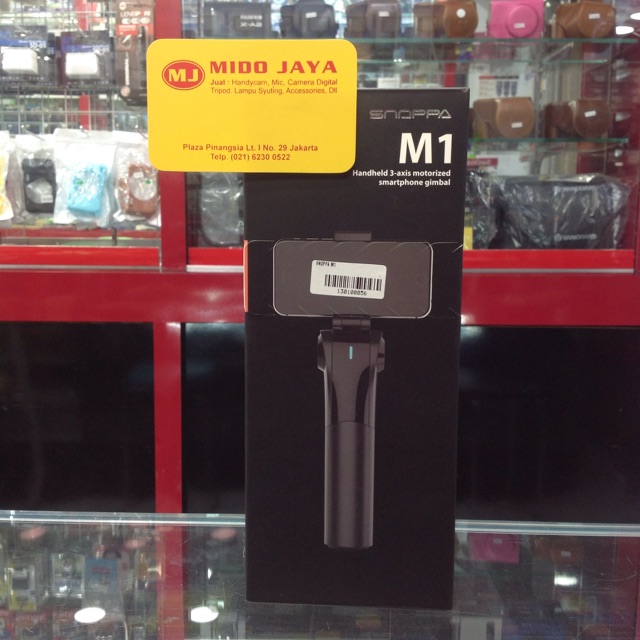 MJ MIDO JAYA
Jual : Handycam, Mic, Camera Digital
Tripod. Lampu Syuting, Accessories, Dll
Plaza Pinangsia Lt. I No. 29 Jakarta
Telp. (021) 6230 0522
SNOPPA
M1
Handheld 3-axis motorized
smartphone gimbal
SNOPPA M1
130100056